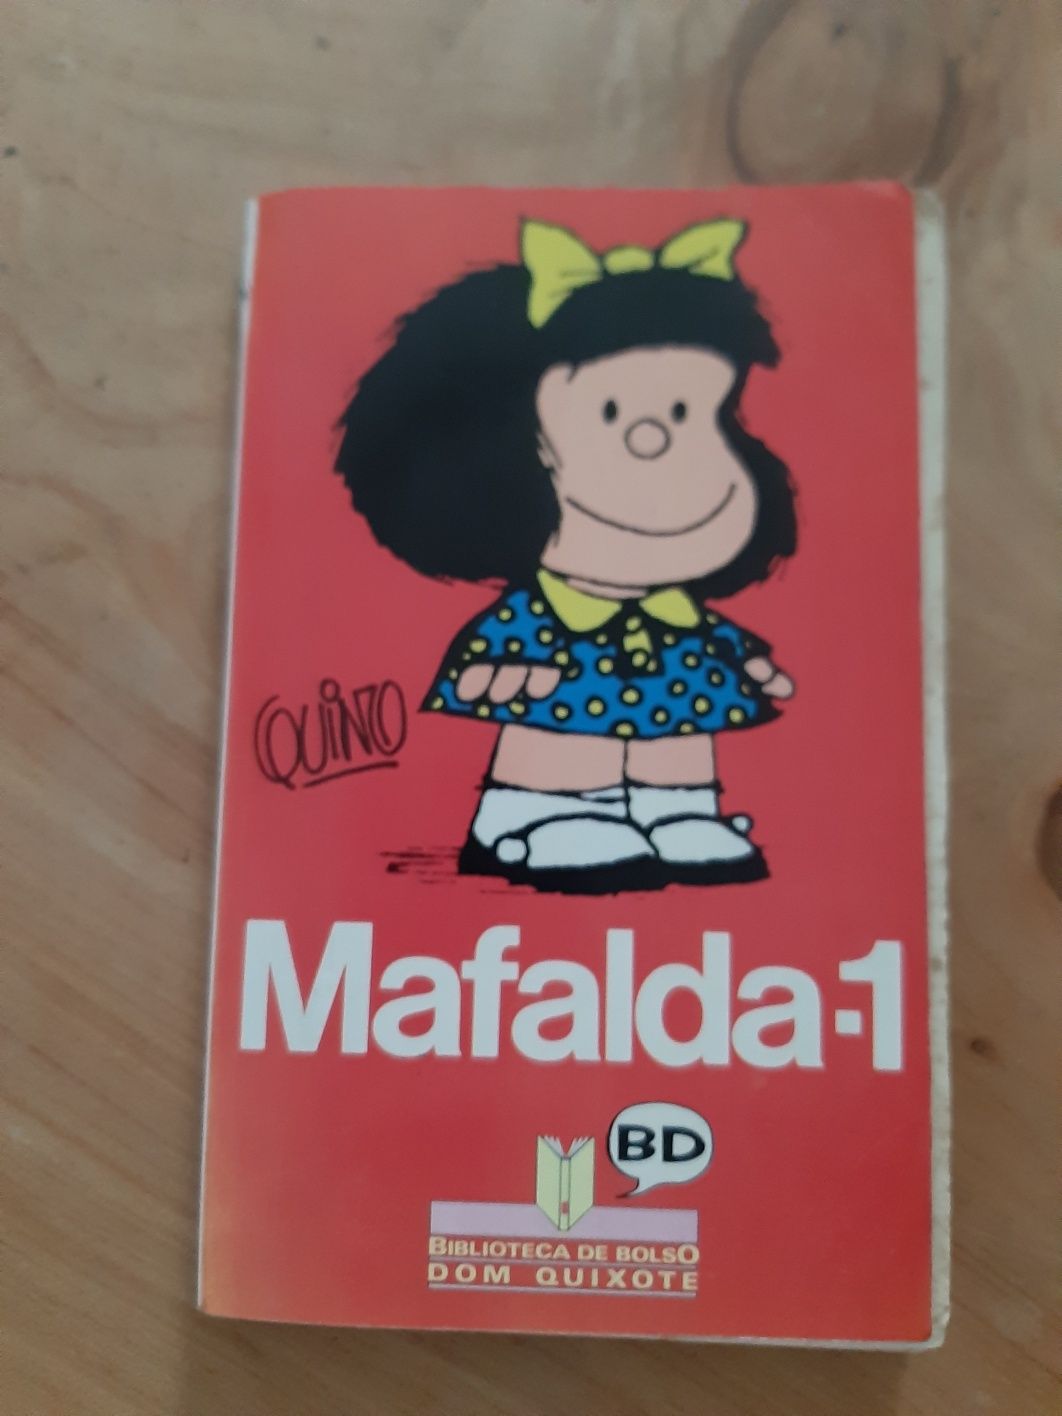 QUINO
Mafalda-1
BD
BIBLIOTECA DE BOLSO
DOM QUIXOTE